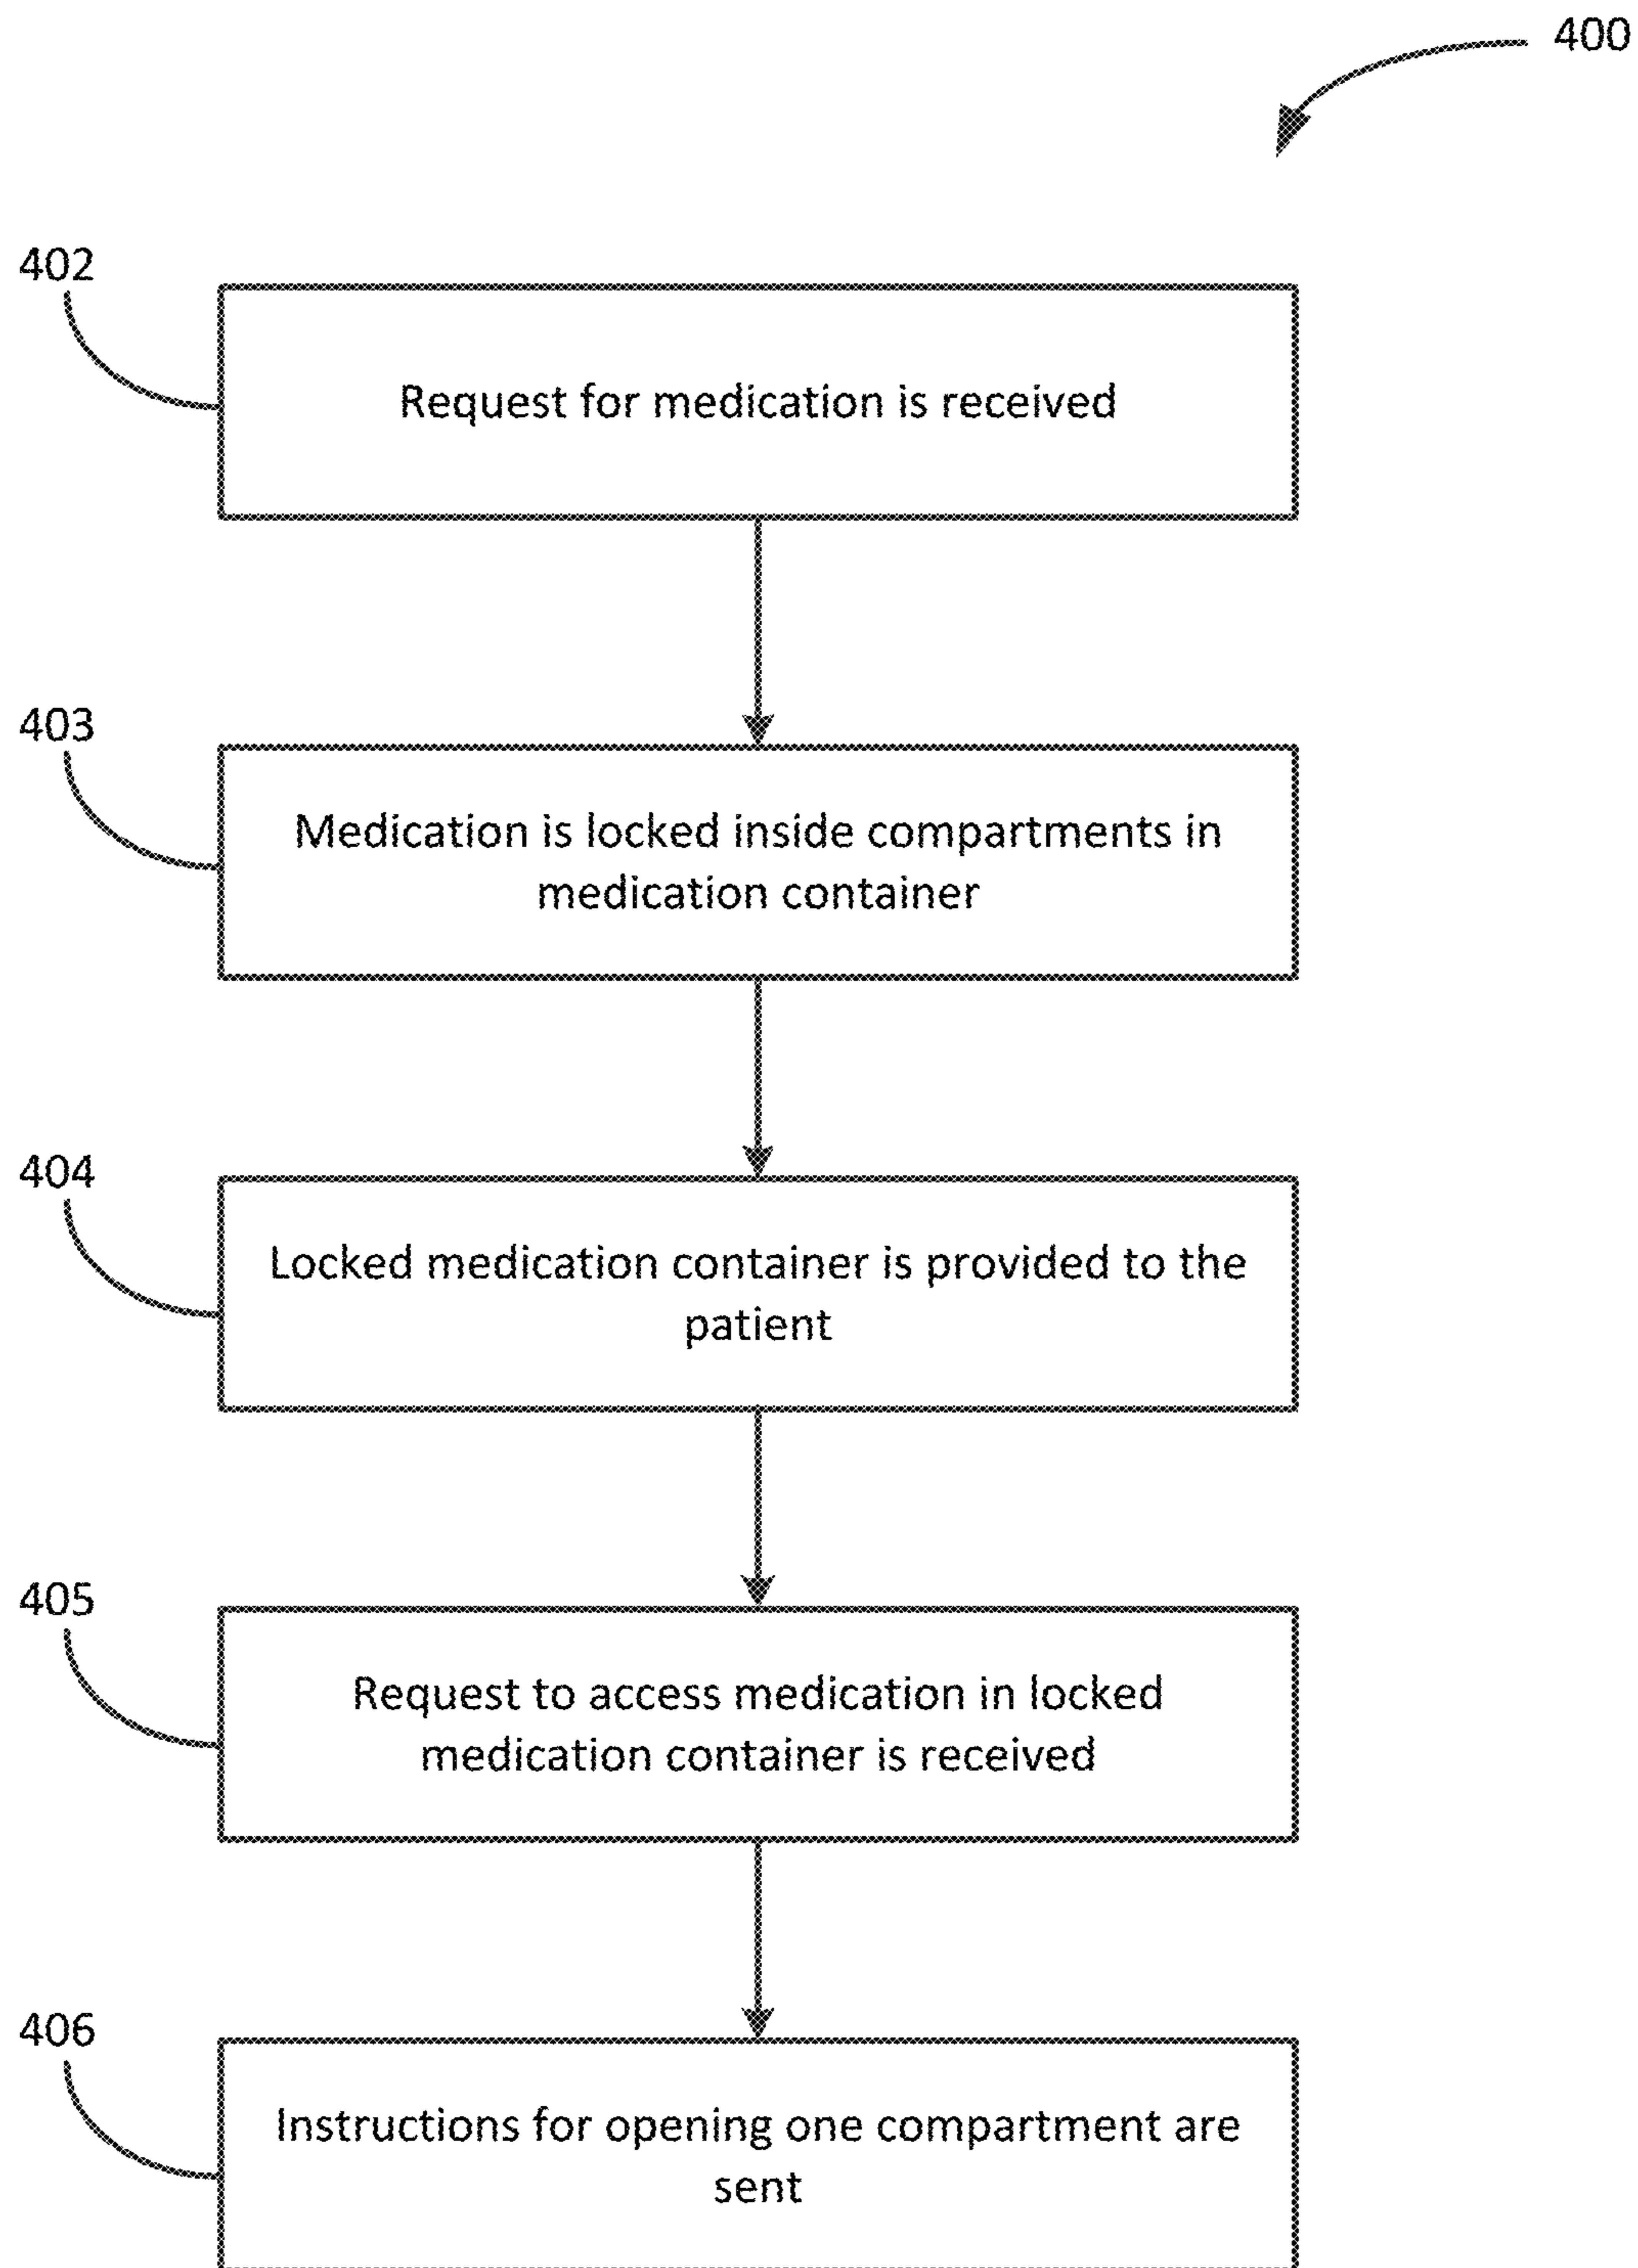 400
402
Request for medication is received
403
Medication is locked inside compartments in
medication container
404
Locked medication container is provided to the
patient
405
Request to access medication in locked
medication container is received
406
Instructions for opening one compartment are
sent